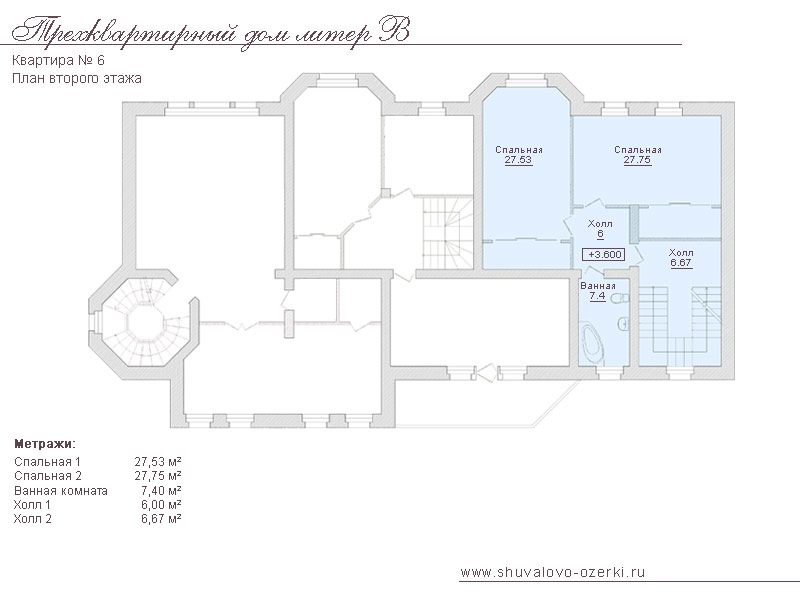 Трехквартирный дом литер В
Квартира № 6
План второго этажа
Спальная
27.53
Спальная
27.75
Холл
6
+3.600
Холл
6.67
Ванная
7.4
Метражи:
Спальная 1 27,53 м²
Спальная 2 27,75 м²
Ванная комната 7,40 м²
Холл 1 6,00 м²
Холл 2 6,67 м²
www.shuvalovo-ozerki.ru